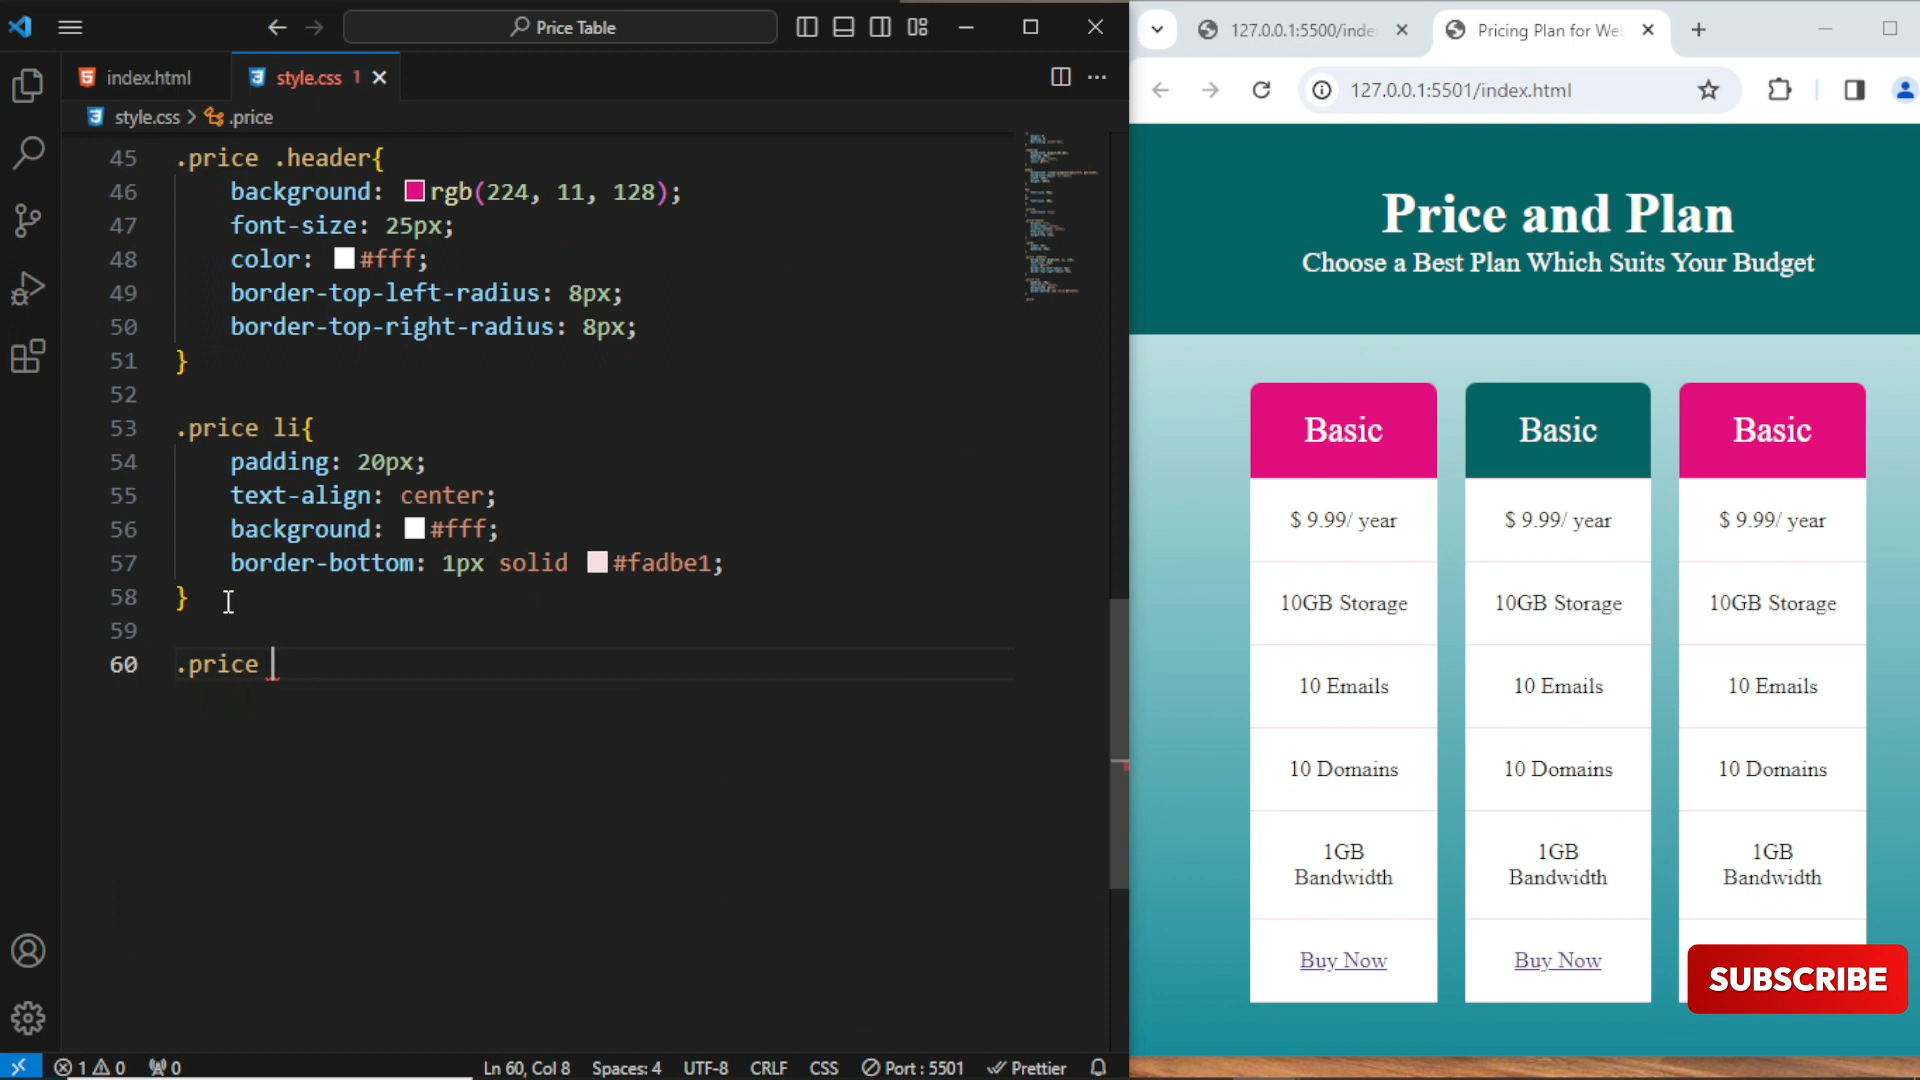 Price Table
index.html
style.css 1
style.css > .price
45 .price .header{
46 background: rgb(224, 11, 128);
47 font-size: 25px;
48 color: #fff;
49 border-top-left-radius: 8px;
50 border-top-right-radius: 8px;
51 }
52
53 .price li{
54 padding: 20px;
55 text-align: center;
56 background: #fff;
57 border-bottom: 1px solid #fadbe1;
58 }
59
60 .price
1 0 0 Ln 60, Col 8 Spaces: 4 UTF-8 CRLF CSS Port : 5501 Prettier
127.0.0.1:5500/inde
Pricing Plan for We
127.0.0.1:5501/index.html
Price and Plan
Choose a Best Plan Which Suits Your Budget
Basic Basic Basic
$ 9.99/ year $ 9.99/ year $ 9.99/ year
10GB Storage 10GB Storage 10GB Storage
10 Emails 10 Emails 10 Emails
10 Domains 10 Domains 10 Domains
1GB 1GB 1GB
Bandwidth Bandwidth Bandwidth
Buy Now Buy Now
SUBSCRIBE